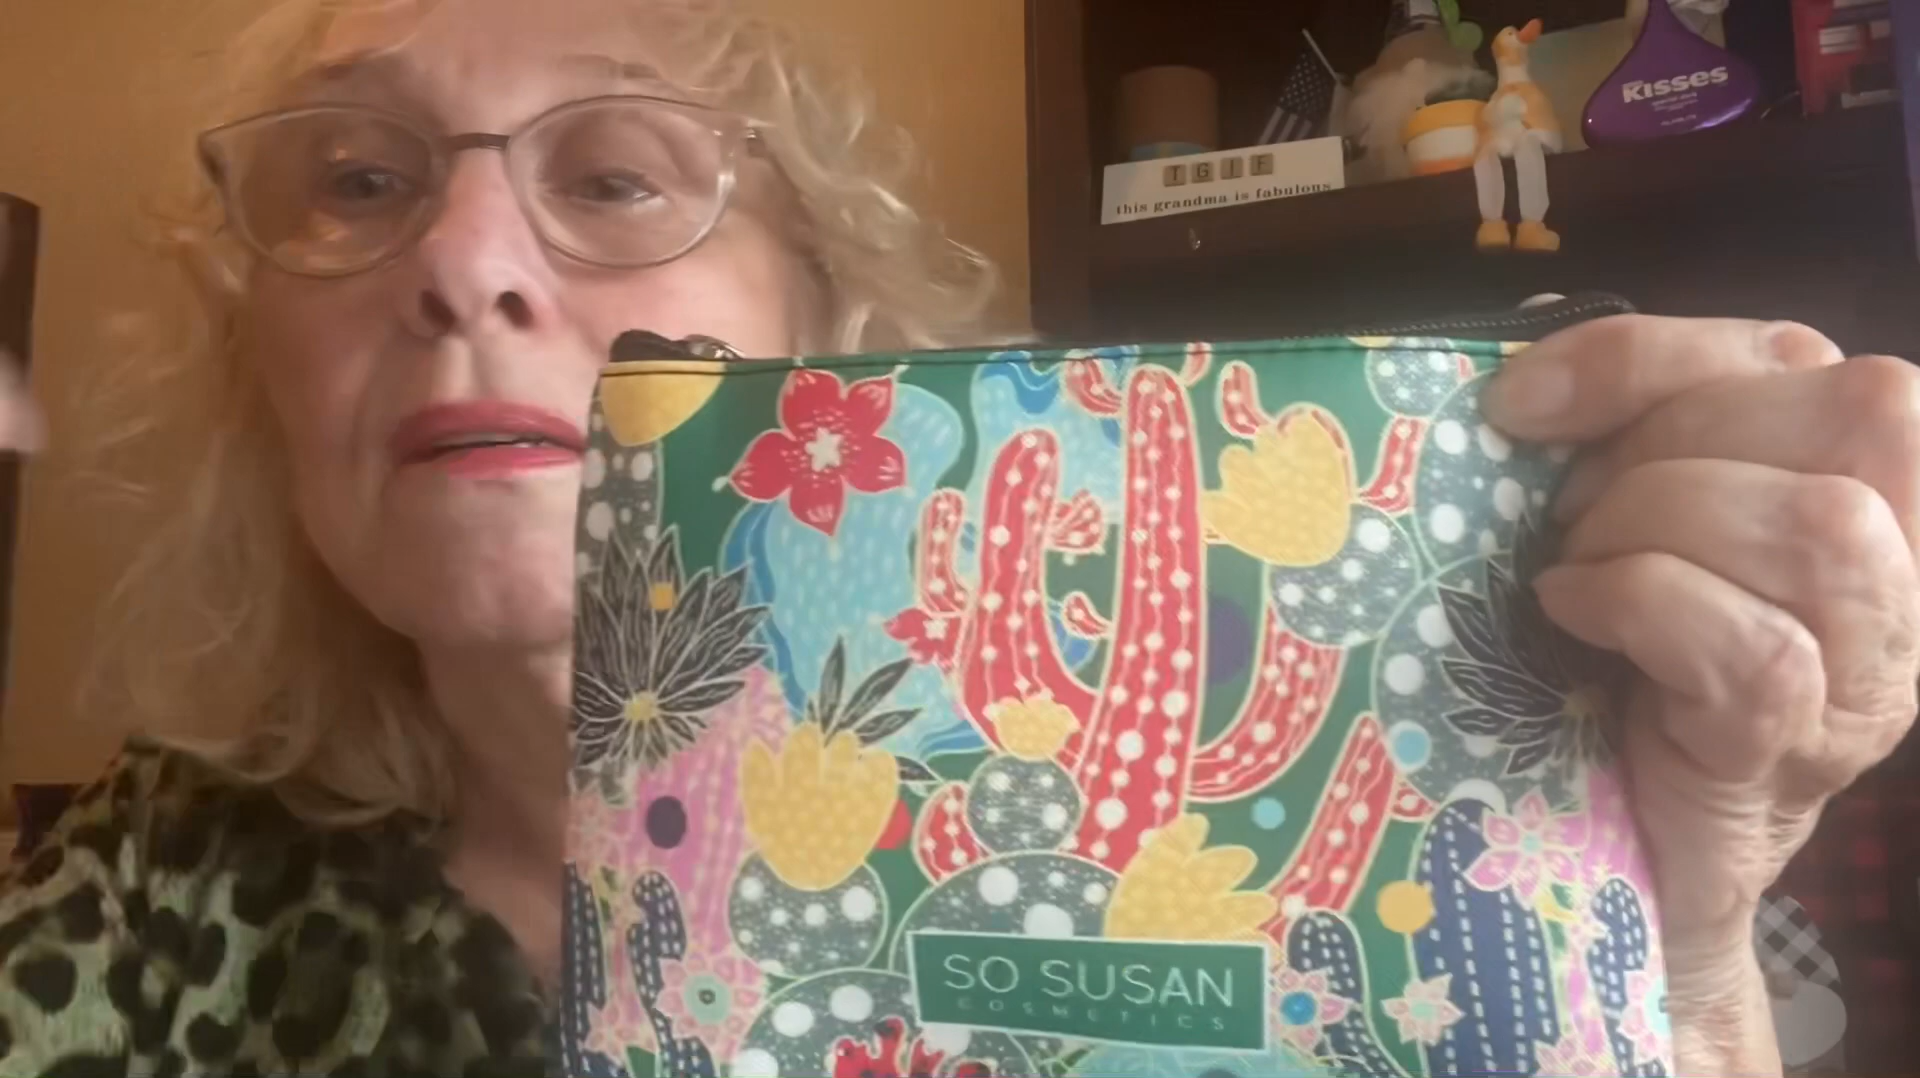 KISSES
TGIF
this grandma is fabulous
SO SUSAN
COSMETICS